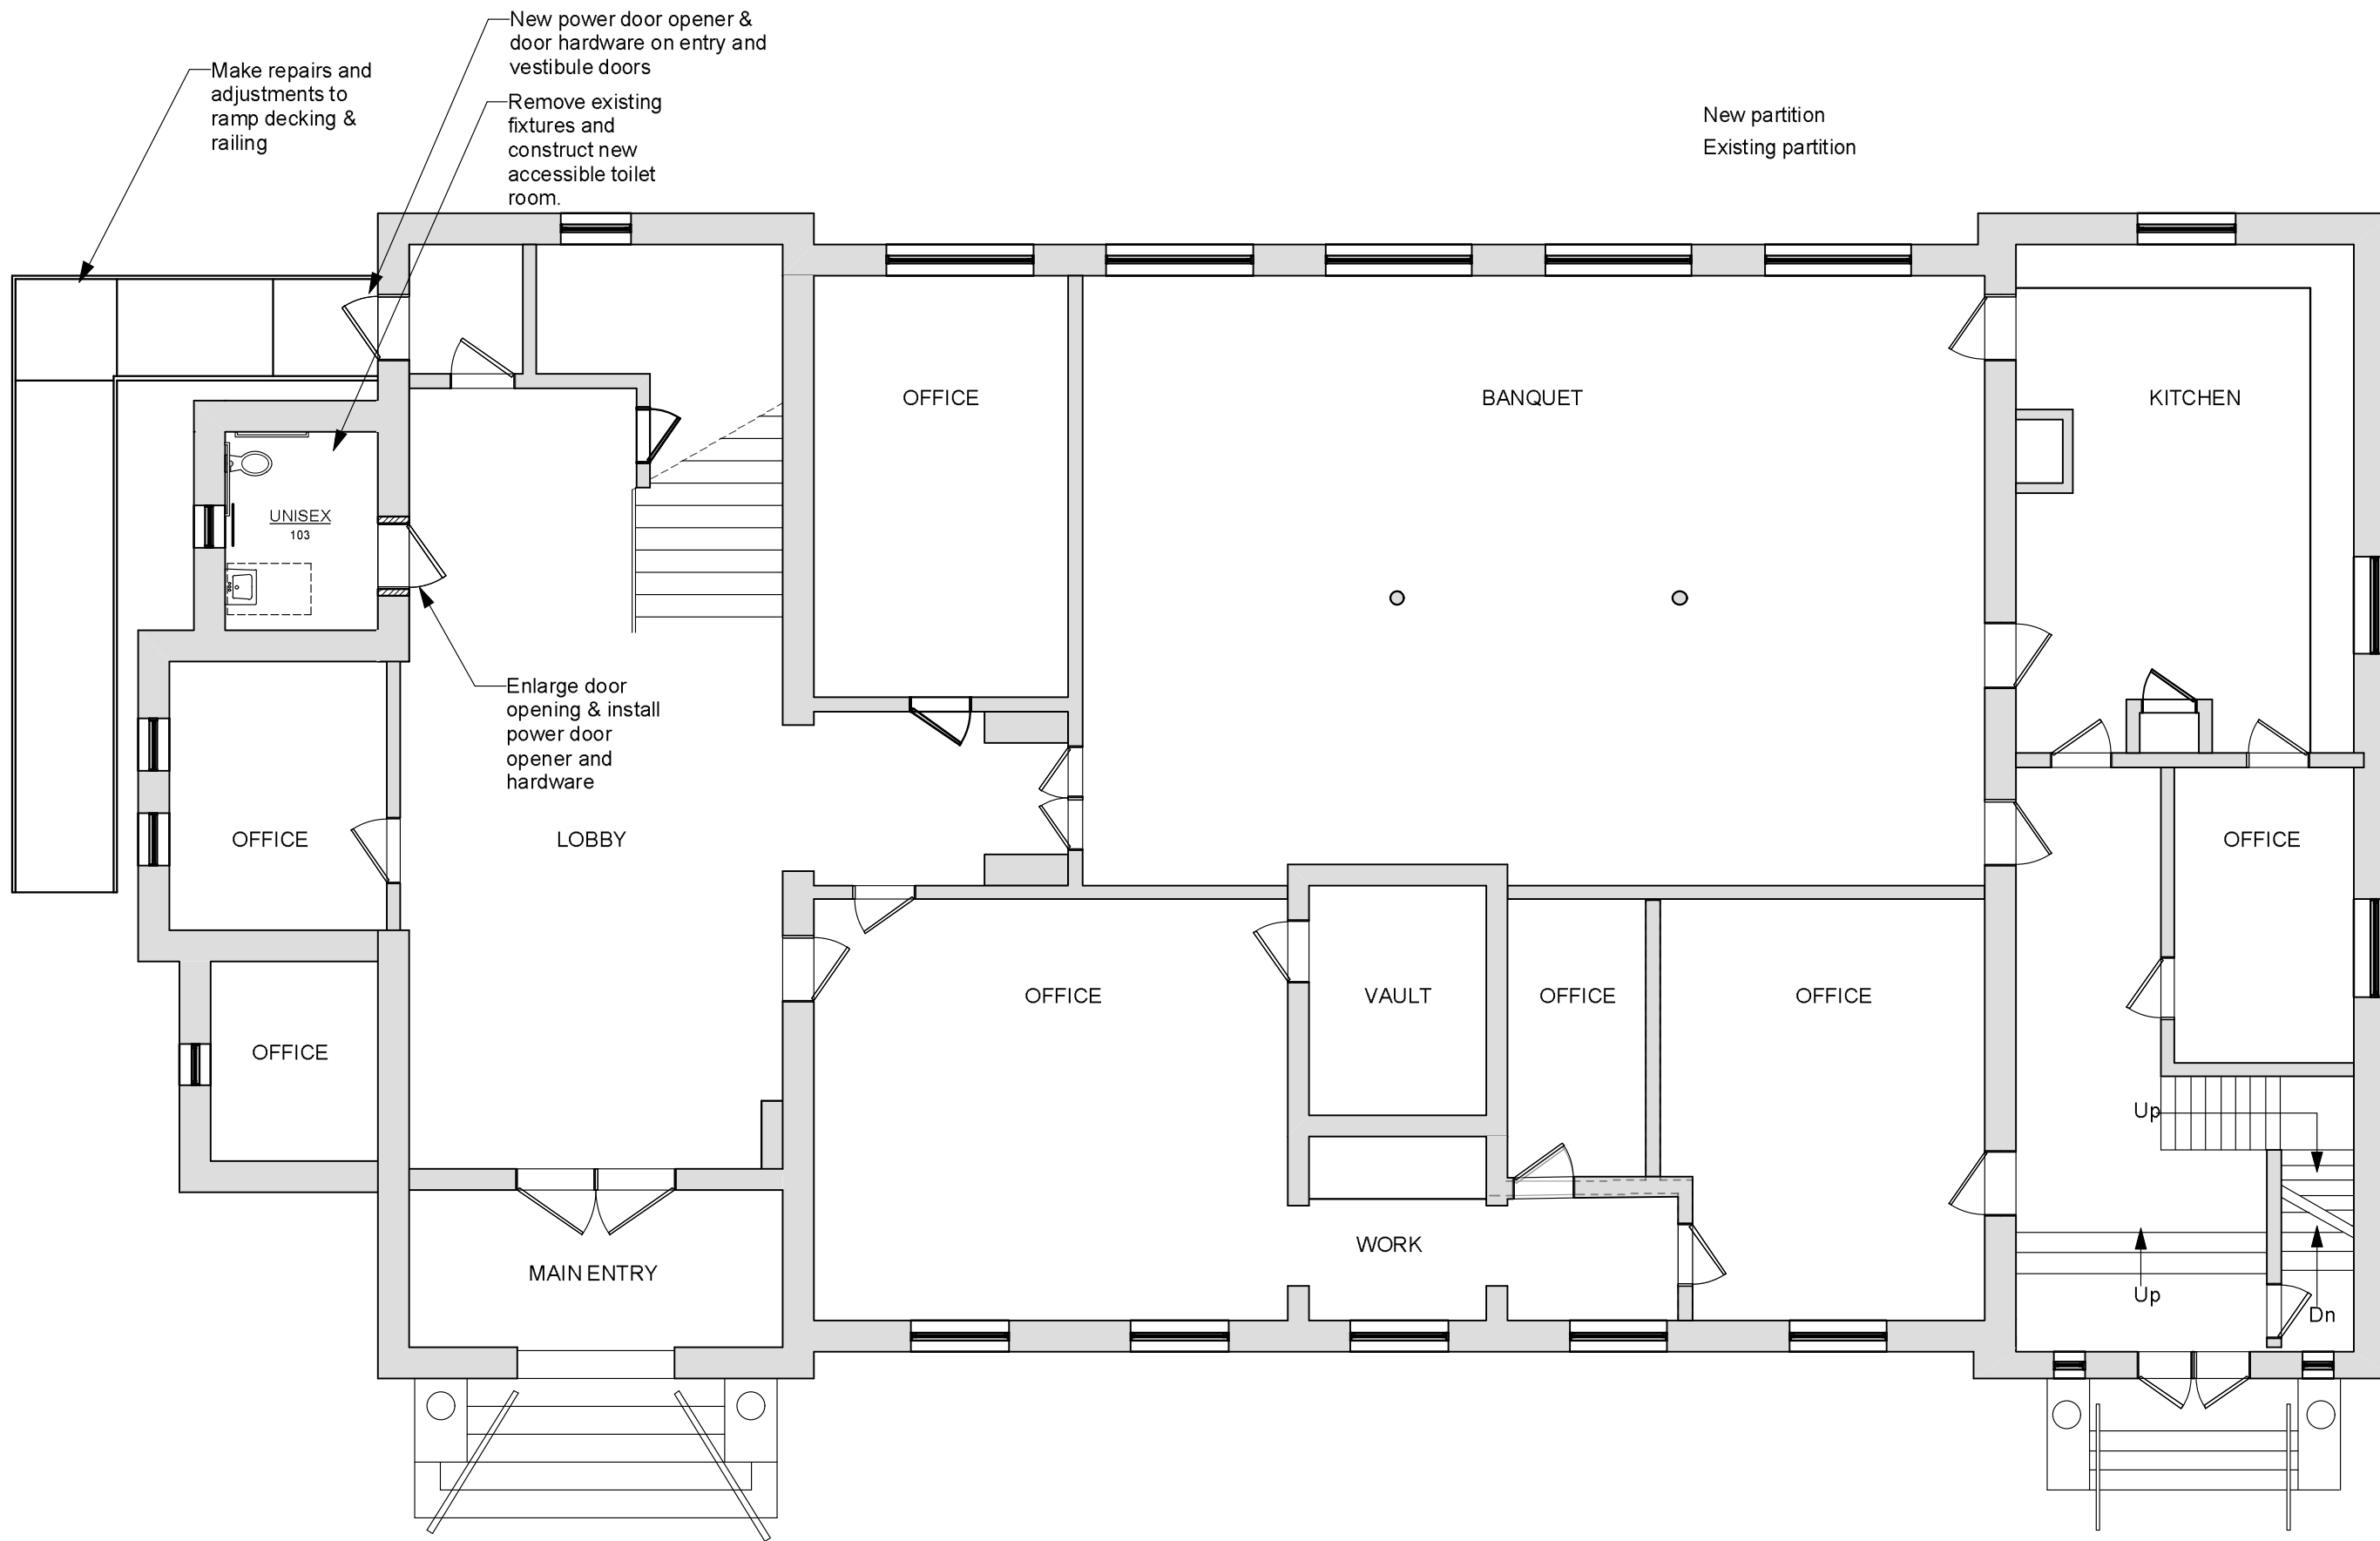 New power door opener &
door hardware on entry and
vestibule doors
Make repairs and
adjustments to
ramp decking &
railing
Remove existing
fixtures and
construct new
accessible toilet
room.
New partition
Existing partition
OFFICE
BANQUET
KITCHEN
UNISEX
103
Enlarge door
opening & install
power door
opener and
hardware
OFFICE
LOBBY
OFFICE
OFFICE
VAULT
OFFICE
OFFICE
OFFICE
Up
WORK
MAIN ENTRY
Up
Dn